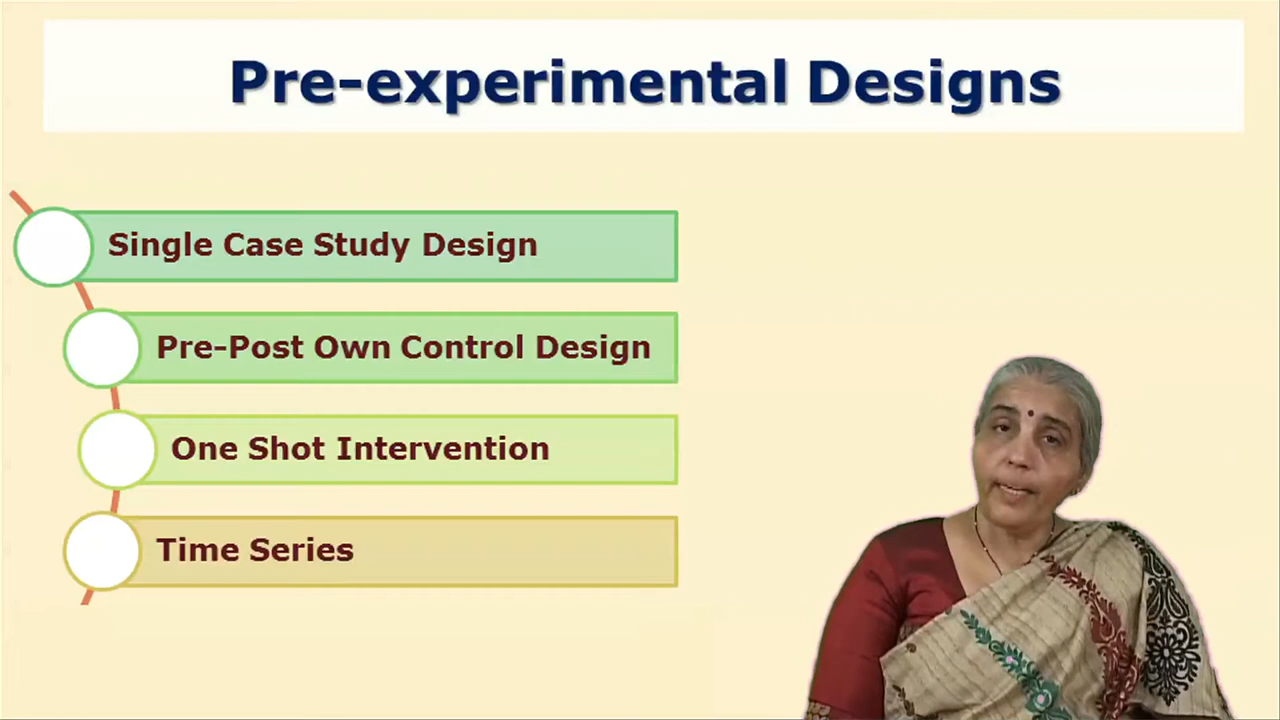 Pre-experimental Designs
Single Case Study Design
Pre-Post Own Control Design
One Shot Intervention
Time Series